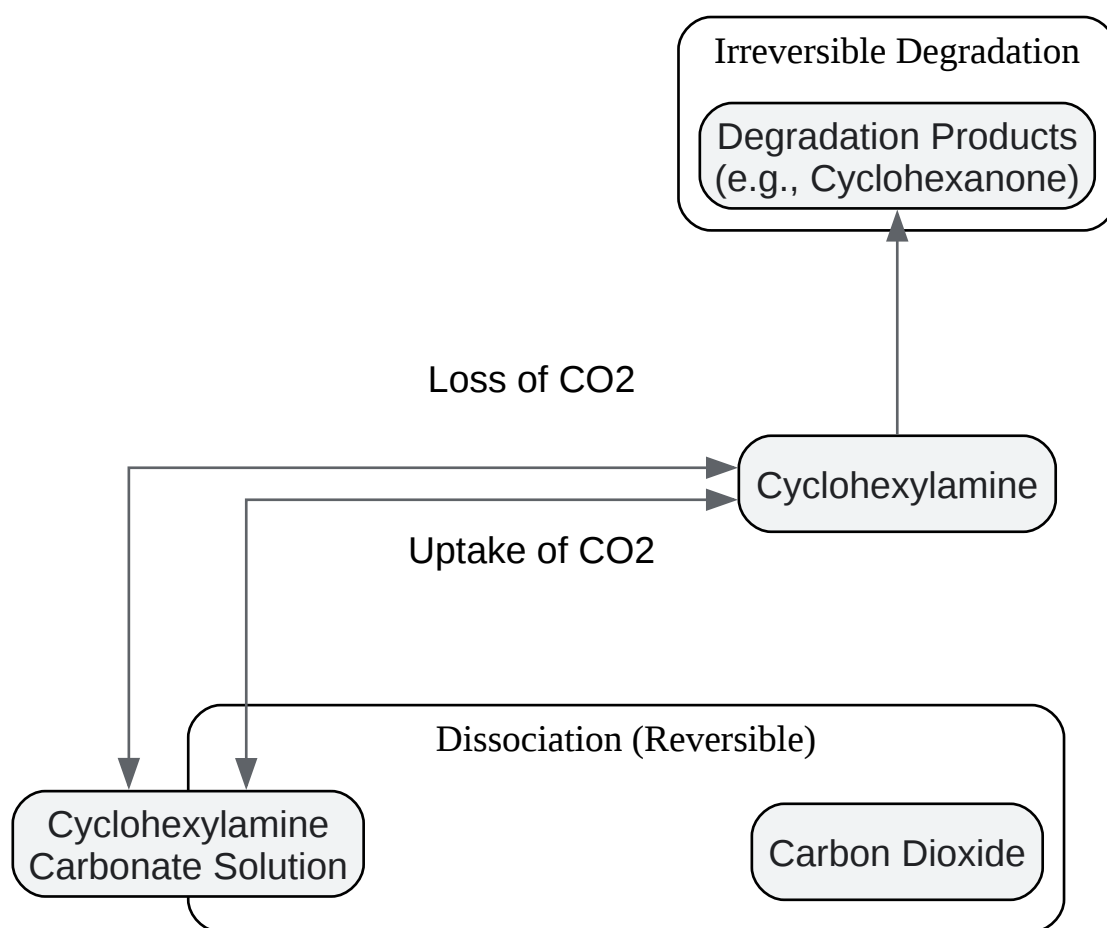 Irreversible Degradation
Degradation Products
(e.g., Cyclohexanone)
Loss of CO2
Cyclohexylamine
Uptake of CO2
Dissociation (Reversible)
Cyclohexylamine
Carbonate Solution
Carbon Dioxide